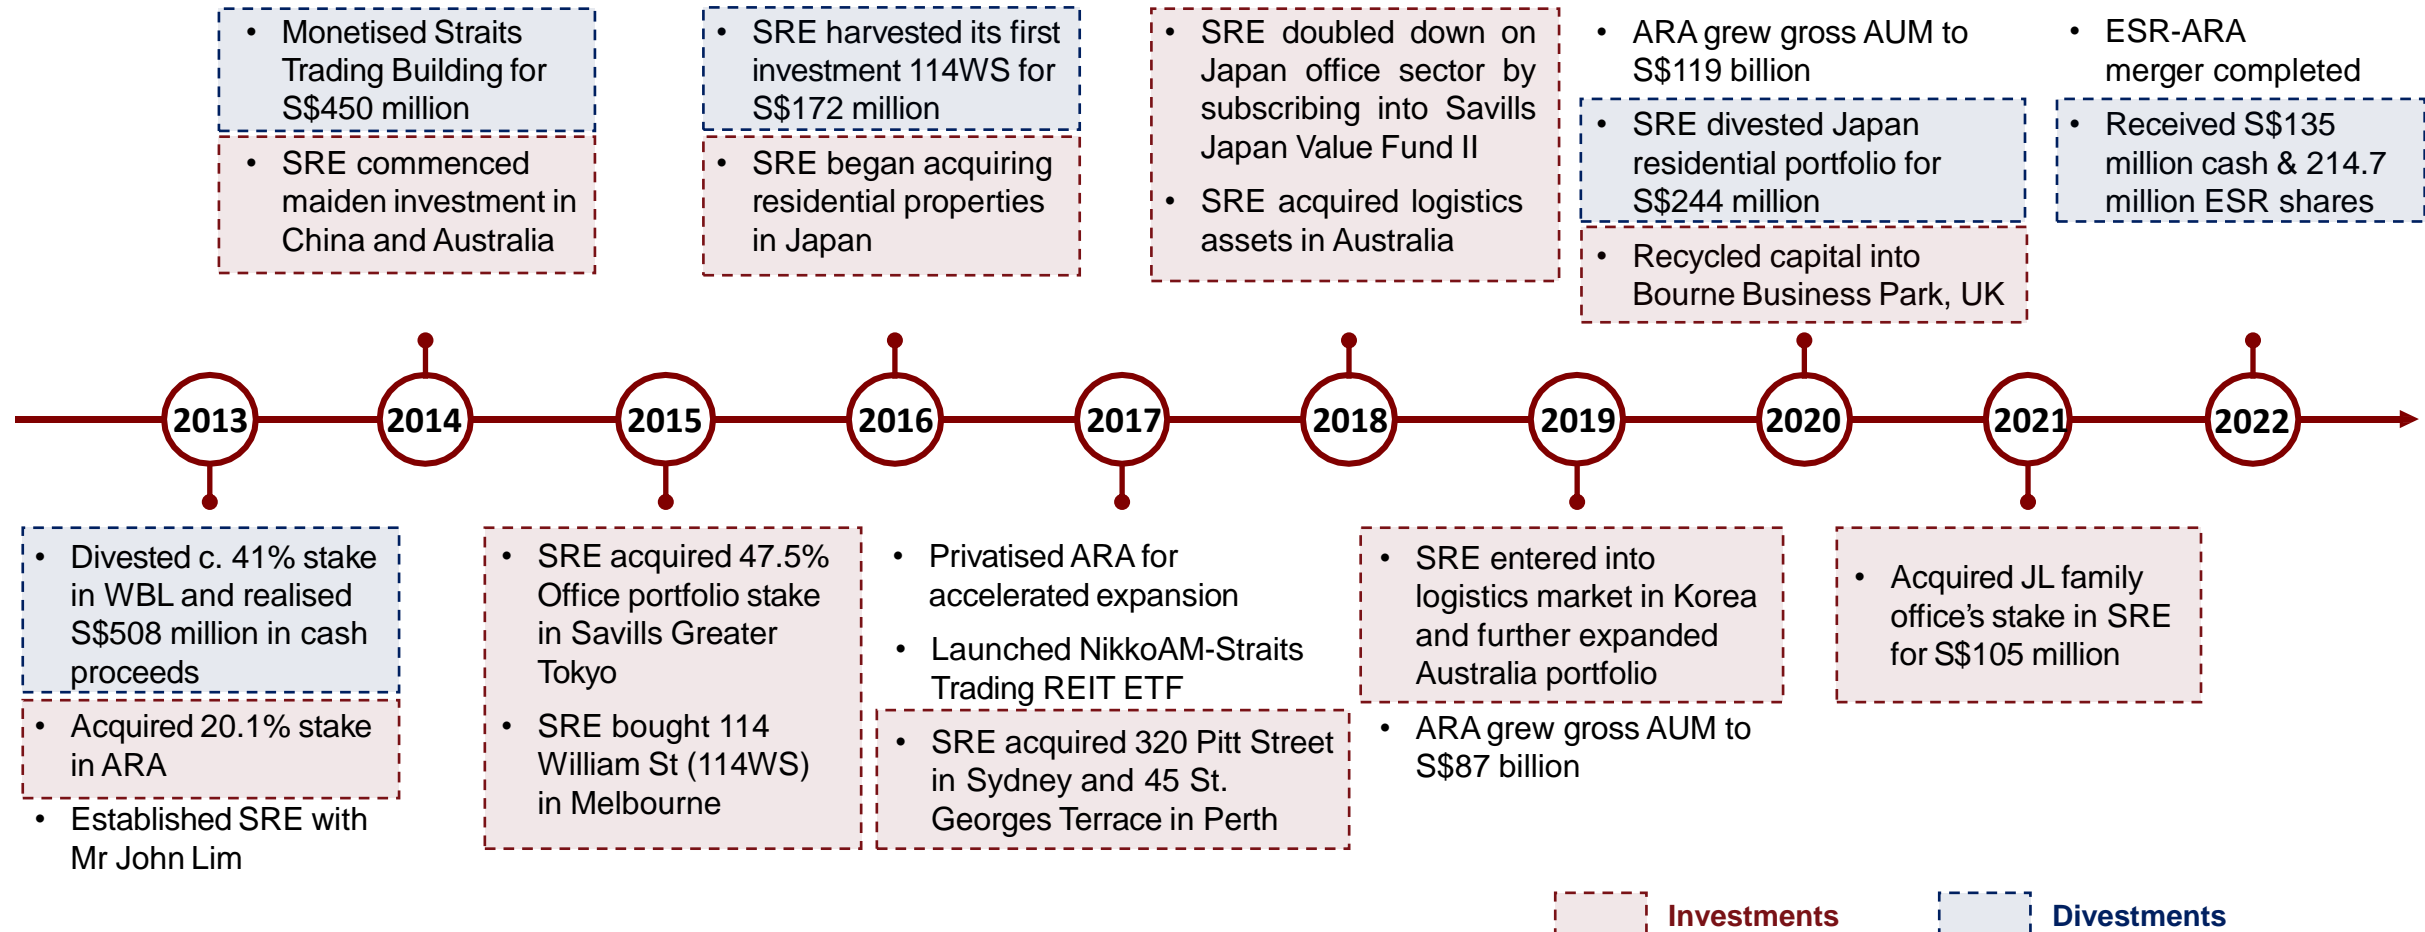 • Monetised Straits
Trading Building for
S$450 million
• SRE commenced
maiden investment in
China and Australia
• SRE harvested its first
investment 114WS for
S$172 million
• SRE began acquiring
residential properties
in Japan
• SRE doubled down on
Japan office sector by
subscribing into Savills
Japan Value Fund II
• SRE acquired logistics
assets in Australia
• ARA grew gross AUM to
S$119 billion
• SRE divested Japan
residential portfolio for
S$244 million
• Recycled capital into
Bourne Business Park, UK
• ESR-ARA
merger completed
• Received S$135
million cash & 214.7
million ESR shares
2013
2014
2015
2016
2017
2018
2019
2020
2021
2022
• Divested c. 41% stake
in WBL and realised
S$508 million in cash
proceeds
• Acquired 20.1% stake
in ARA
• Established SRE with
Mr John Lim
• SRE acquired 47.5%
Office portfolio stake
in Savills Greater
Tokyo
• SRE bought 114
William St (114WS)
in Melbourne
• Privatised ARA for
accelerated expansion
• Launched NikkoAM-Straits
Trading REIT ETF
• SRE acquired 320 Pitt Street
in Sydney and 45 St.
Georges Terrace in Perth
• SRE entered into
logistics market in Korea
and further expanded
Australia portfolio
• ARA grew gross AUM to
S$87 billion
• Acquired JL family
office’s stake in SRE
for S$105 million
Investments
Divestments